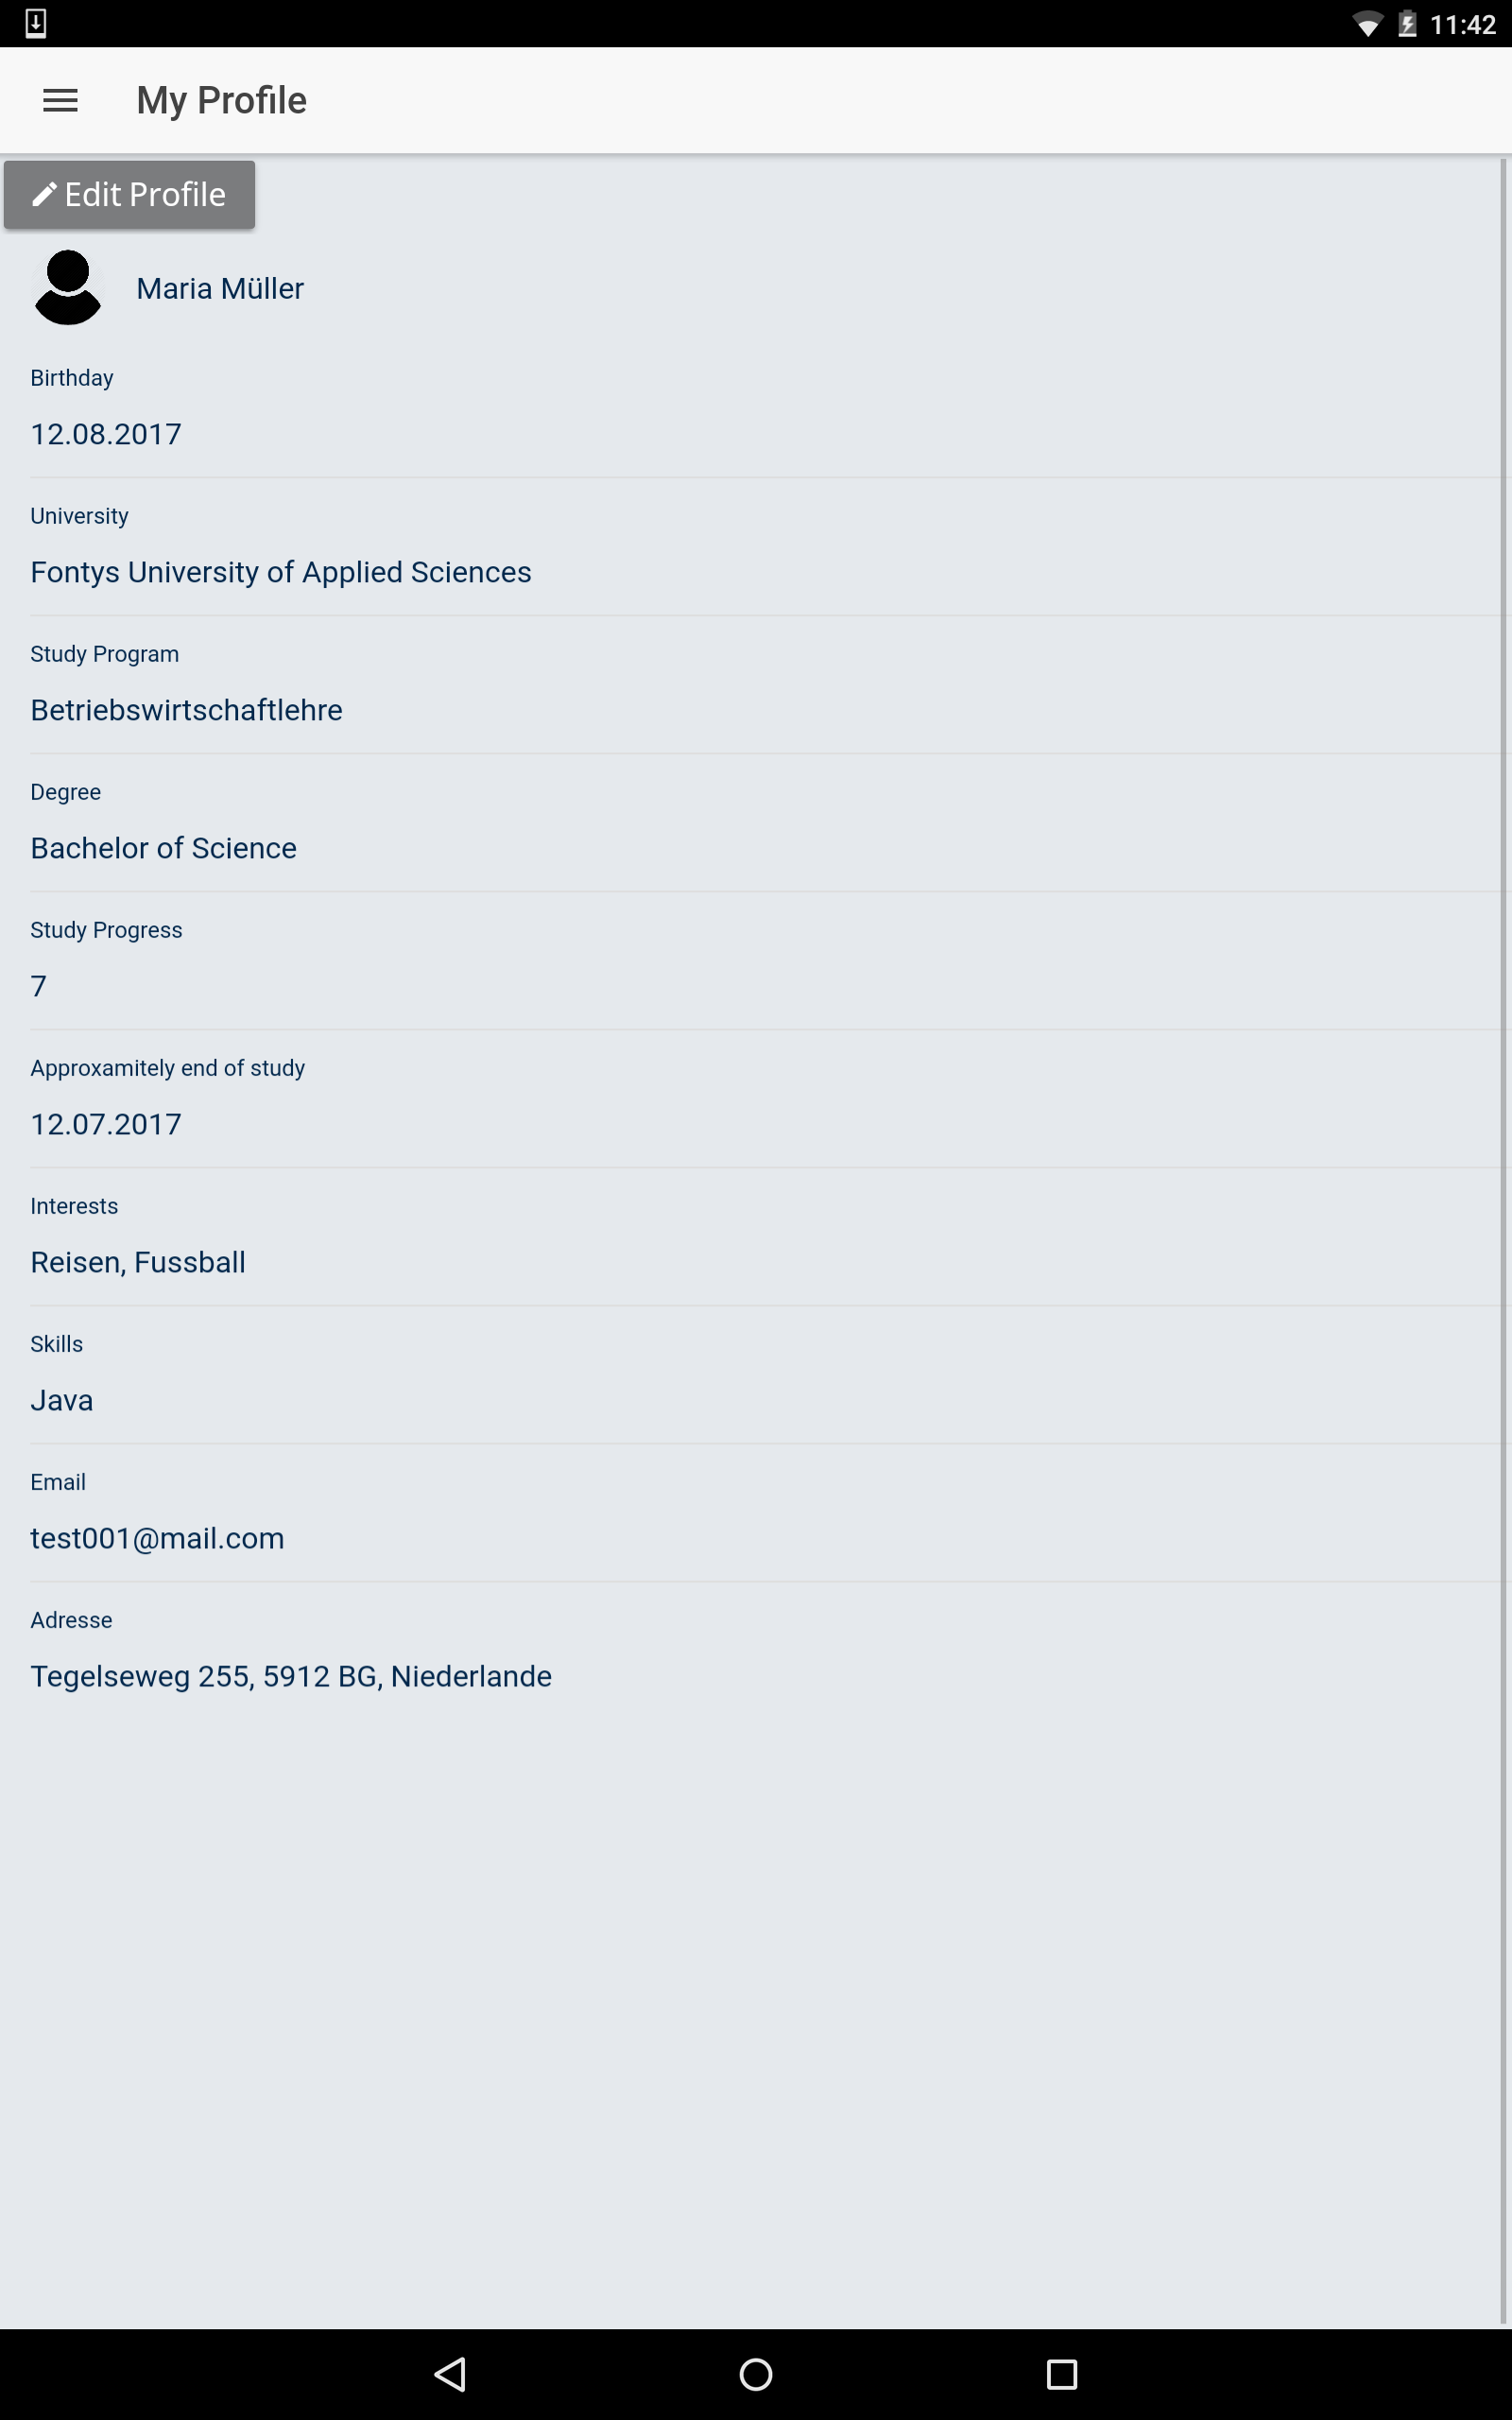 11:42
My Profile
Edit Profile
Maria Müller
Birthday
12.08.2017
University
Fontys University of Applied Sciences
Study Program
Betriebswirtschaftlehre
Degree
Bachelor of Science
Study Progress
7
Approxamitely end of study
12.07.2017
Interests
Reisen, Fussball
Skills
Java
Email
test001@mail.com
Adresse
Tegelseweg 255, 5912 BG, Niederlande